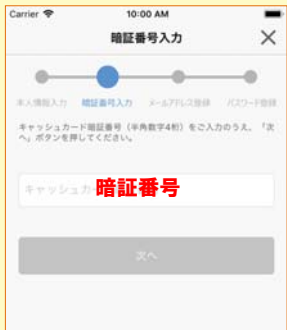 Carrier 10:00 AM
暗証番号入力
本人情報入力 暗証番号入力 メールアドレス登録 パスワード登録
キャッシュカード暗証番号(半角数字4桁)をご入力のうえ、「次
へ」ボタンを押してください。
キャッシュカ
暗証番号
次へ